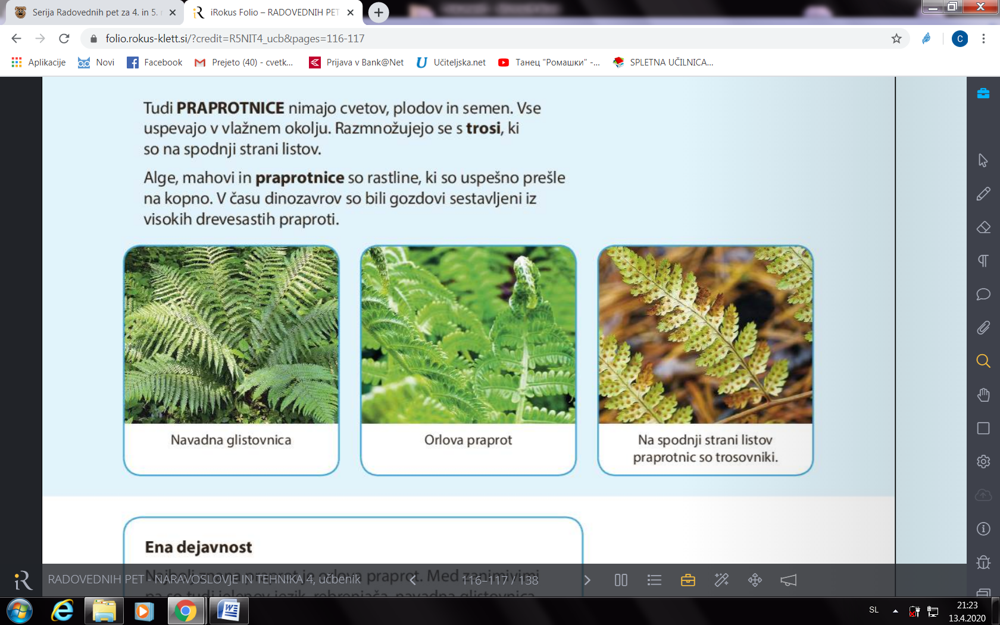 Serija Radovednih pet za 4. in 5. r
iRokus Folio – RADOVEDNIH PET
folio.rokus-klett.si/?credit=R5NIT4_ucb&pages=116-117
C
Aplikacije
Novi
Facebook
Prejeto (40) - cvetk...
Prijava v Bank@Net
Učiteljska.net
Танец "Ромашки" -...
SPLETNA UČILNICA...
Tudi PRAPROTNICE nimajo cvetov, plodov in semen. Vse
uspevajo v vlažnem okolju. Razmnožujejo se s trosi, ki
so na spodnji strani listov.
Alge, mahovi in praprotnice so rastline, ki so uspešno prešle
na kopno. V času dinozavrov so bili gozdovi sestavljeni iz
visokih drevesastih praproti.
Navadna glistovnica
Orlova praprot
Na spodnji strani listov
praprotnic so trosovniki.
Ena dejavnost
Najbolj znana praprot je orlova praprot. Med zanimivimi
pa so tudi jelenov jezik, rebrenjača, navadna glistovnica
iR
RADOVEDNIH PET - NARAVOSLOVJE IN TEHNIKA 4, učbenik
116–117 / 138
SL
21:23
13.4.2020